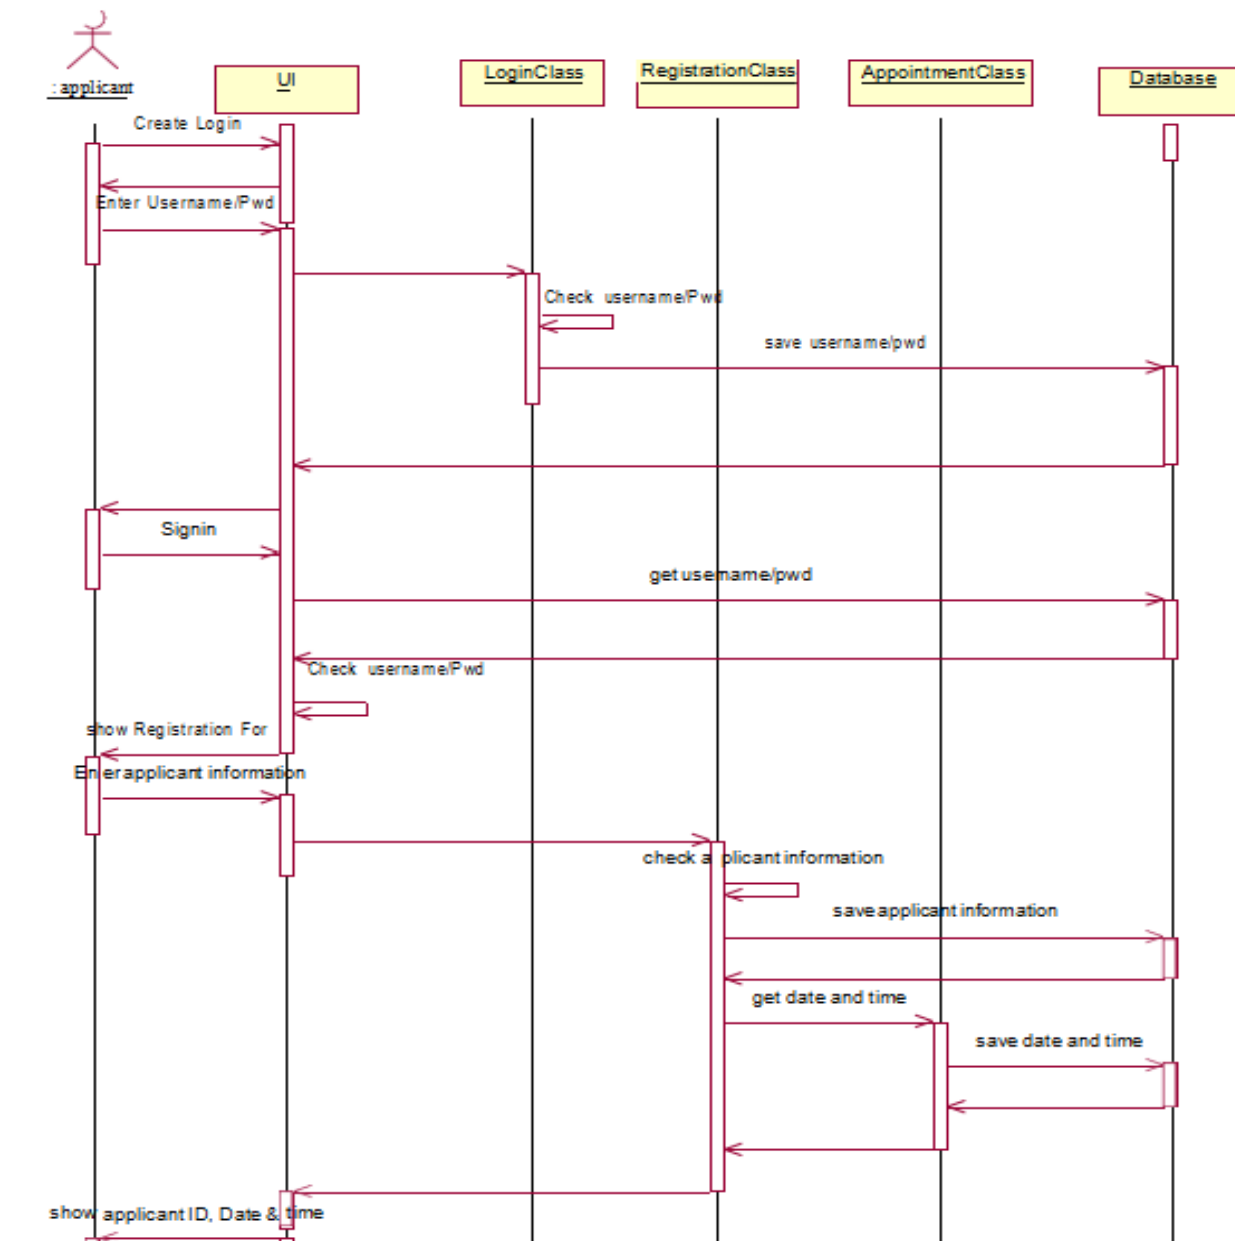 : applicant
UI
LoginClass
RegistrationClass
AppointmentClass
Database
Create Login
Enter Username/Pwd
Check username/Pwd
save username/pwd
Signin
get username/pwd
Check username/Pwd
show Registration For
Enter applicant information
check a plicant information
save applicant information
get date and time
save date and time
show applicant ID, Date & time